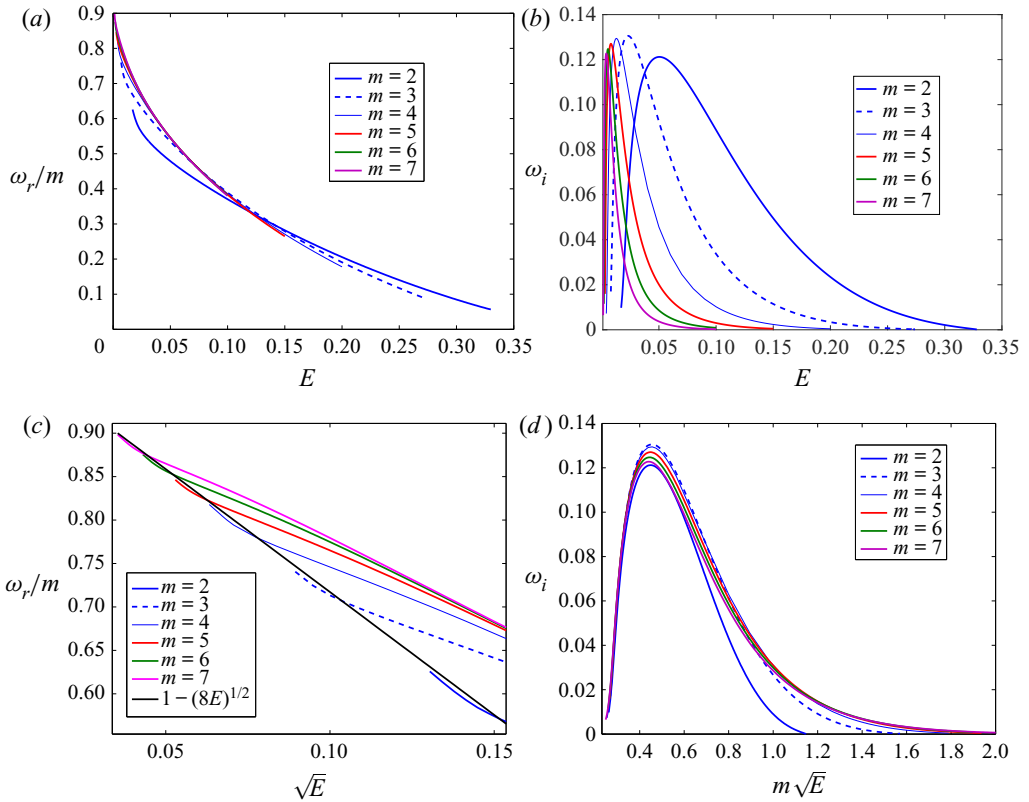 (a)
0.9
0.8
0.7
0.6
0.5
0.4
0.3
0.2
0.1
ω_r/m
0
0.05
0.10
0.15
0.20
0.25
0.30
0.35
E
m = 2
m = 3
m = 4
m = 5
m = 6
m = 7
(b)
0.14
0.12
0.10
0.08
0.06
0.04
0.02
0
ω_i
0.05
0.10
0.15
0.20
0.25
0.30
0.35
E
m = 2
m = 3
m = 4
m = 5
m = 6
m = 7
(c)
0.90
0.85
0.80
0.75
0.70
0.65
0.60
ω_r/m
0.05
0.10
0.15
√E
m = 2
m = 3
m = 4
m = 5
m = 6
m = 7
1 – (8E)^{1/2}
(d)
0.14
0.12
0.10
0.08
0.06
0.04
0.02
0
ω_i
0.4
0.6
0.8
1.0
1.2
1.4
1.6
1.8
2.0
m√E
m = 2
m = 3
m = 4
m = 5
m = 6
m = 7